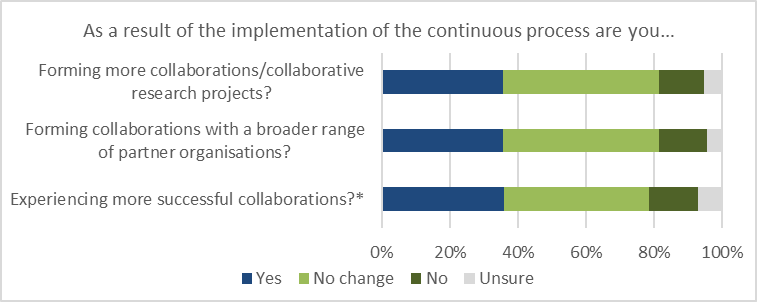 As a result of the implementation of the continuous process are you…
Forming more collaborations/collaborative
research projects?
Forming collaborations with a broader range
of partner organisations?
Experiencing more successful collaborations?*
0% 20% 40% 60% 80% 100%
Yes No change No Unsure